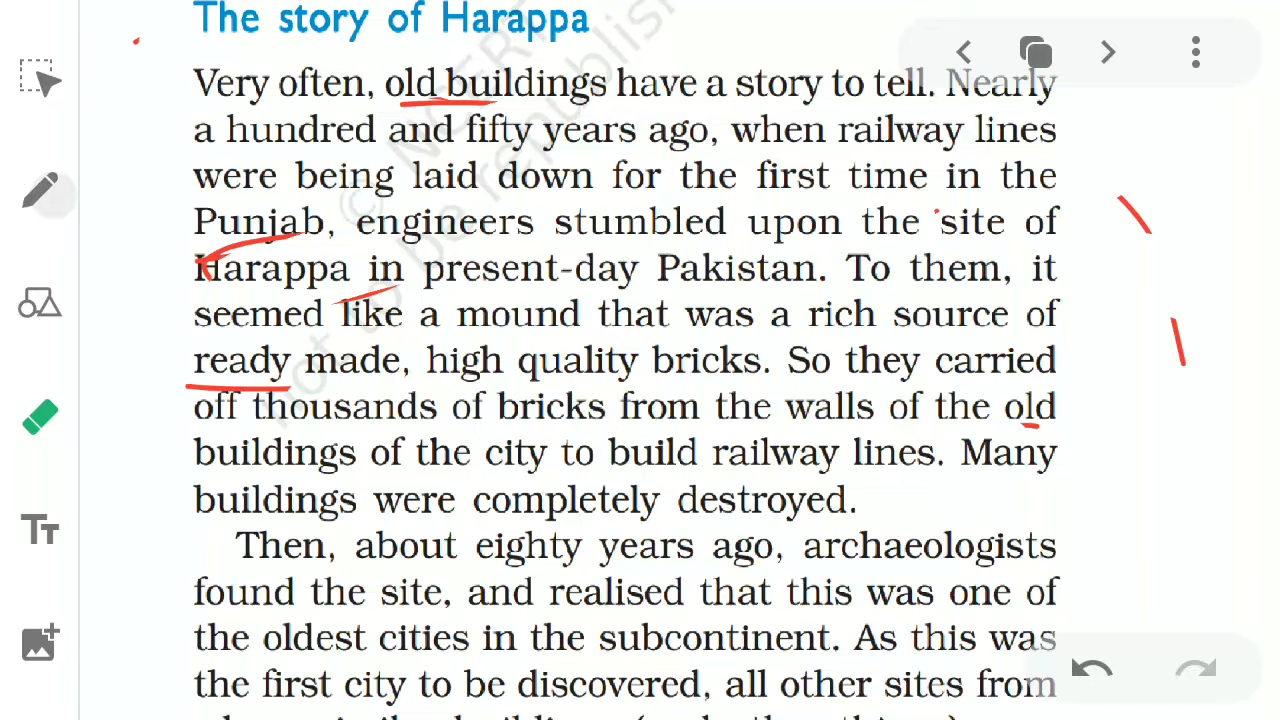 The story of Harappa
Very often, old buildings have a story to tell. Nearly
a hundred and fifty years ago, when railway lines
were being laid down for the first time in the
Punjab, engineers stumbled upon the site of
Harappa in present-day Pakistan. To them, it
seemed like a mound that was a rich source of
ready made, high quality bricks. So they carried
off thousands of bricks from the walls of the old
buildings of the city to build railway lines. Many
buildings were completely destroyed.
Then, about eighty years ago, archaeologists
found the site, and realised that this was one of
the oldest cities in the subcontinent. As this was
the first city to be discovered, all other sites from
© NCERT
not to be republish
TT